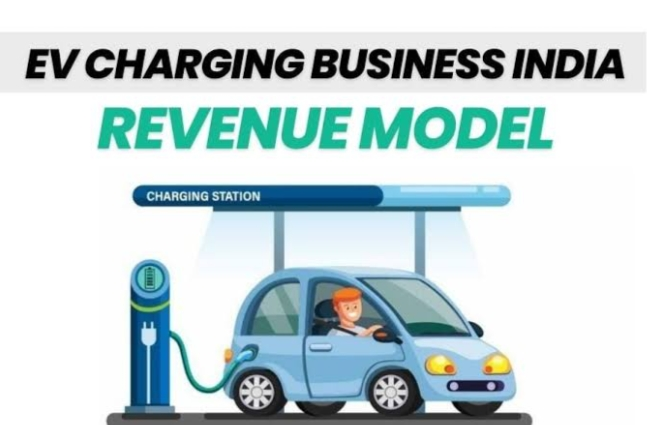 EV CHARGING BUSINESS INDIA
REVENUE MODEL
CHARGING STATION